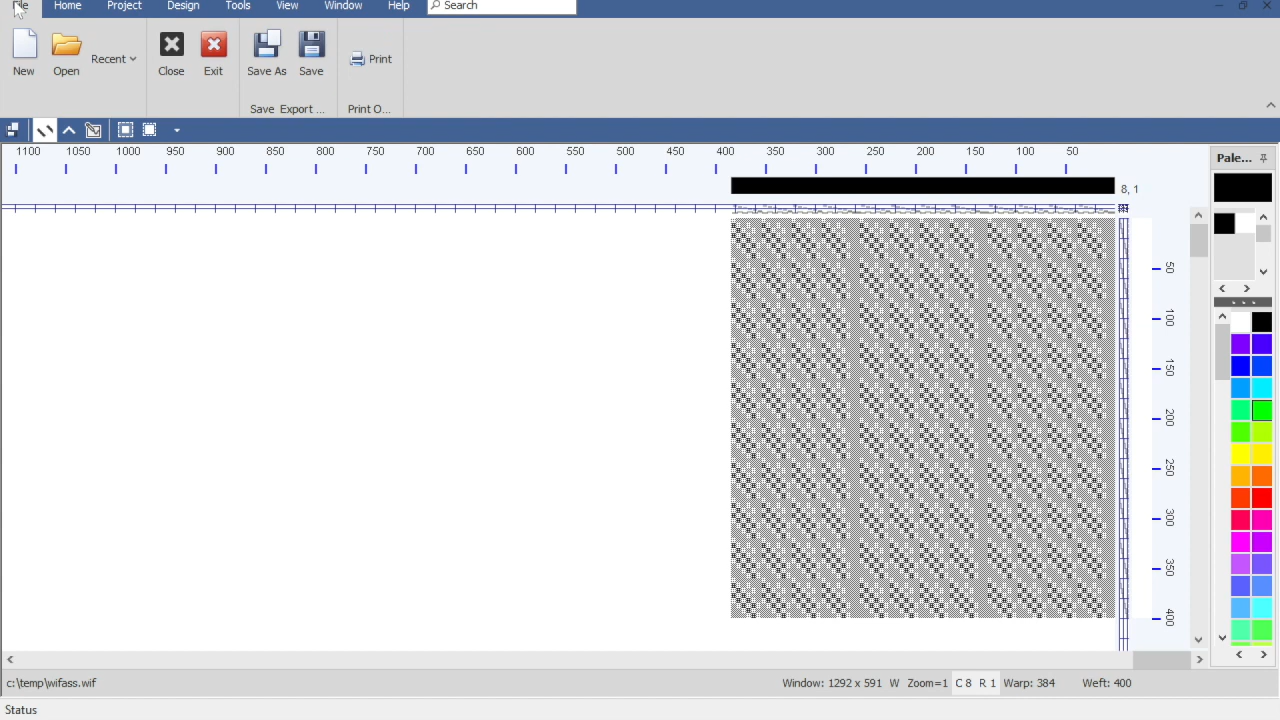 File Home Project Design Tools View Window Help Search
New Open Recent Close Exit Save As Save Print
Save Export ... Print O...
1100 1050 1000 950 900 850 800 750 700 650 600 550 500 450 400 350 300 250 200 150 100 50
Pale...
8, 1
50
100
150
200
250
300
350
400
c:\temp\wifass.wif Window: 1292 x 591 W Zoom=1 C 8 R 1 Warp: 384 Weft: 400
Status